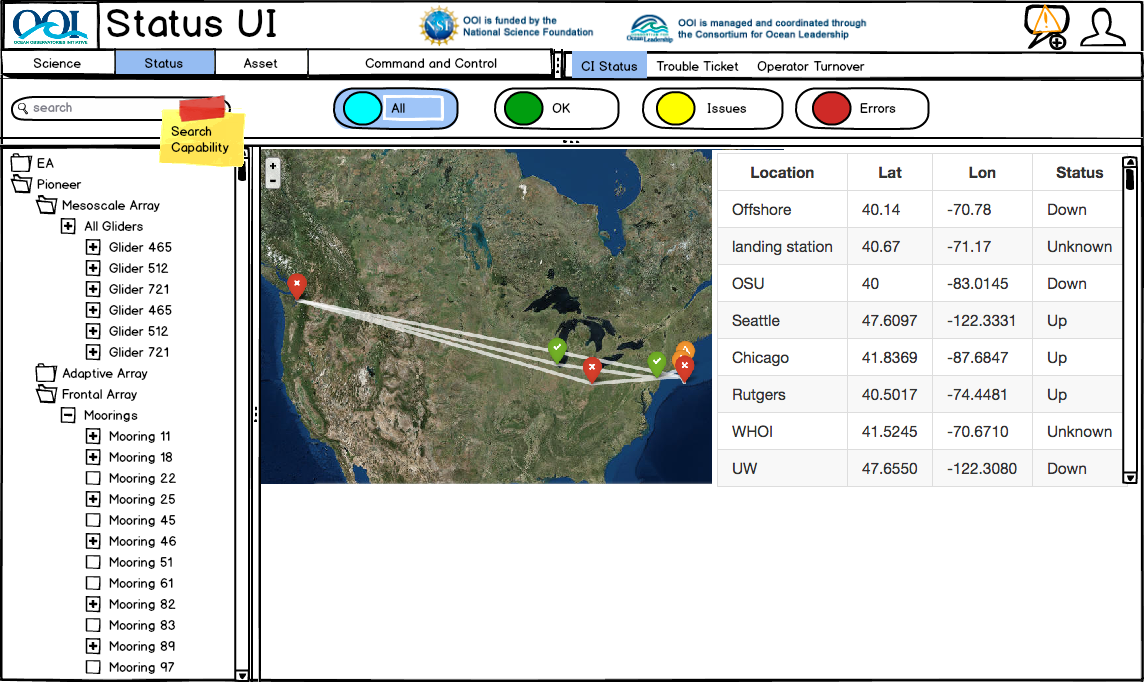 OOI
OCEAN OBSERVATORIES INITIATIVE
Status UI
NSF
OOI is funded by the
National Science Foundation
Ocean Leadership
OOI is managed and coordinated through
the Consortium for Ocean Leadership
Science Status Asset Command and Control CI Status Trouble Ticket Operator Turnover
search
Search
Capability
All OK Issues Errors
EA
Pioneer
Mesoscale Array
All Gliders
Glider 465
Glider 512
Glider 721
Glider 465
Glider 512
Glider 721
Adaptive Array
Frontal Array
Moorings
Mooring 11
Mooring 18
Mooring 22
Mooring 25
Mooring 45
Mooring 46
Mooring 51
Mooring 61
Mooring 82
Mooring 83
Mooring 89
Mooring 97
Location Lat Lon Status
Offshore 40.14 -70.78 Down
landing station 40.67 -71.17 Unknown
OSU 40 -83.0145 Down
Seattle 47.6097 -122.3331 Up
Chicago 41.8369 -87.6847 Up
Rutgers 40.5017 -74.4481 Up
WHOI 41.5245 -70.6710 Unknown
UW 47.6550 -122.3080 Down